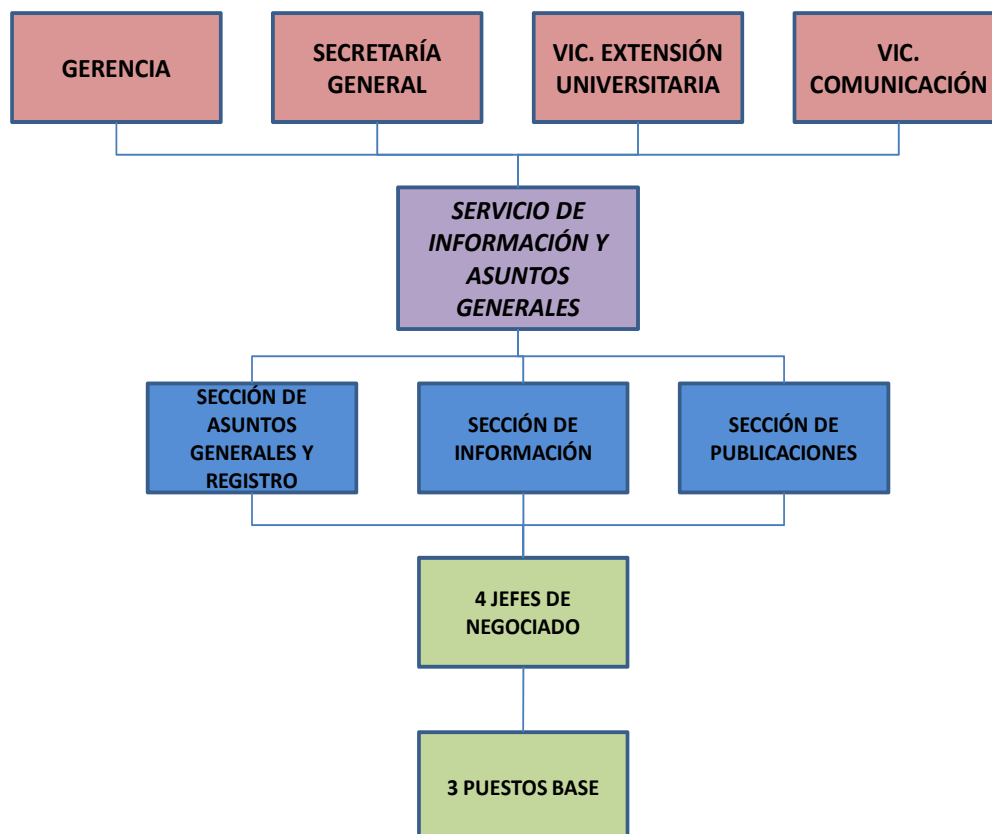 GERENCIA
SECRETARÍA
GENERAL
VIC. EXTENSIÓN
UNIVERSITARIA
VIC.
COMUNICACIÓN
SERVICIO DE
INFORMACIÓN Y
ASUNTOS
GENERALES
SECCIÓN DE
ASUNTOS
GENERALES Y
REGISTRO
SECCIÓN DE
INFORMACIÓN
SECCIÓN DE
PUBLICACIONES
4 JEFES DE
NEGOCIADO
3 PUESTOS BASE